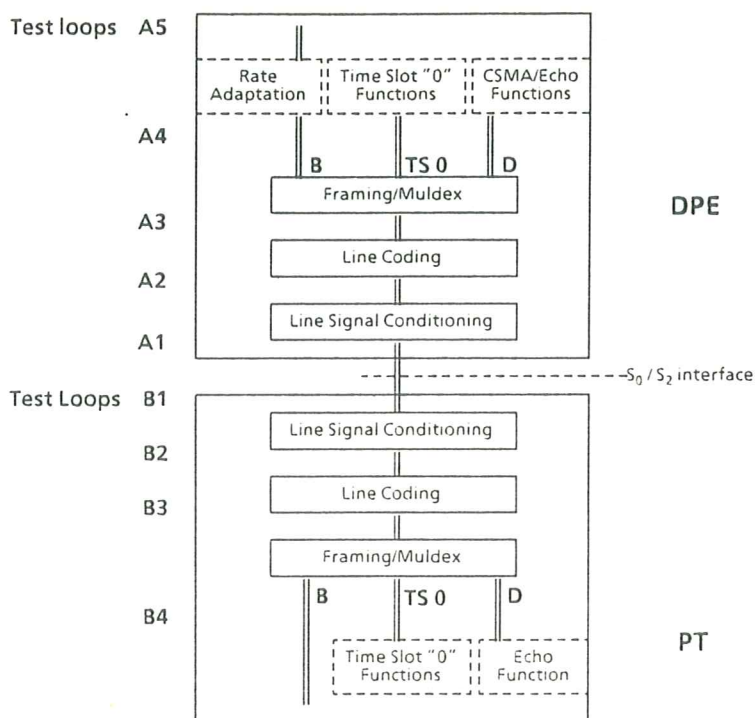 Test loops A5
Rate
Adaptation
Time Slot "0"
Functions
CSMA/Echo
Functions
A4
B
TS 0
D
Framing/Muldex
DPE
A3
Line Coding
A2
Line Signal Conditioning
A1
S₀ / S₂ interface
Test Loops B1
Line Signal Conditioning
B2
Line Coding
B3
Framing/Muldex
B
TS 0
D
B4
Time Slot "0"
Functions
Echo
Function
PT